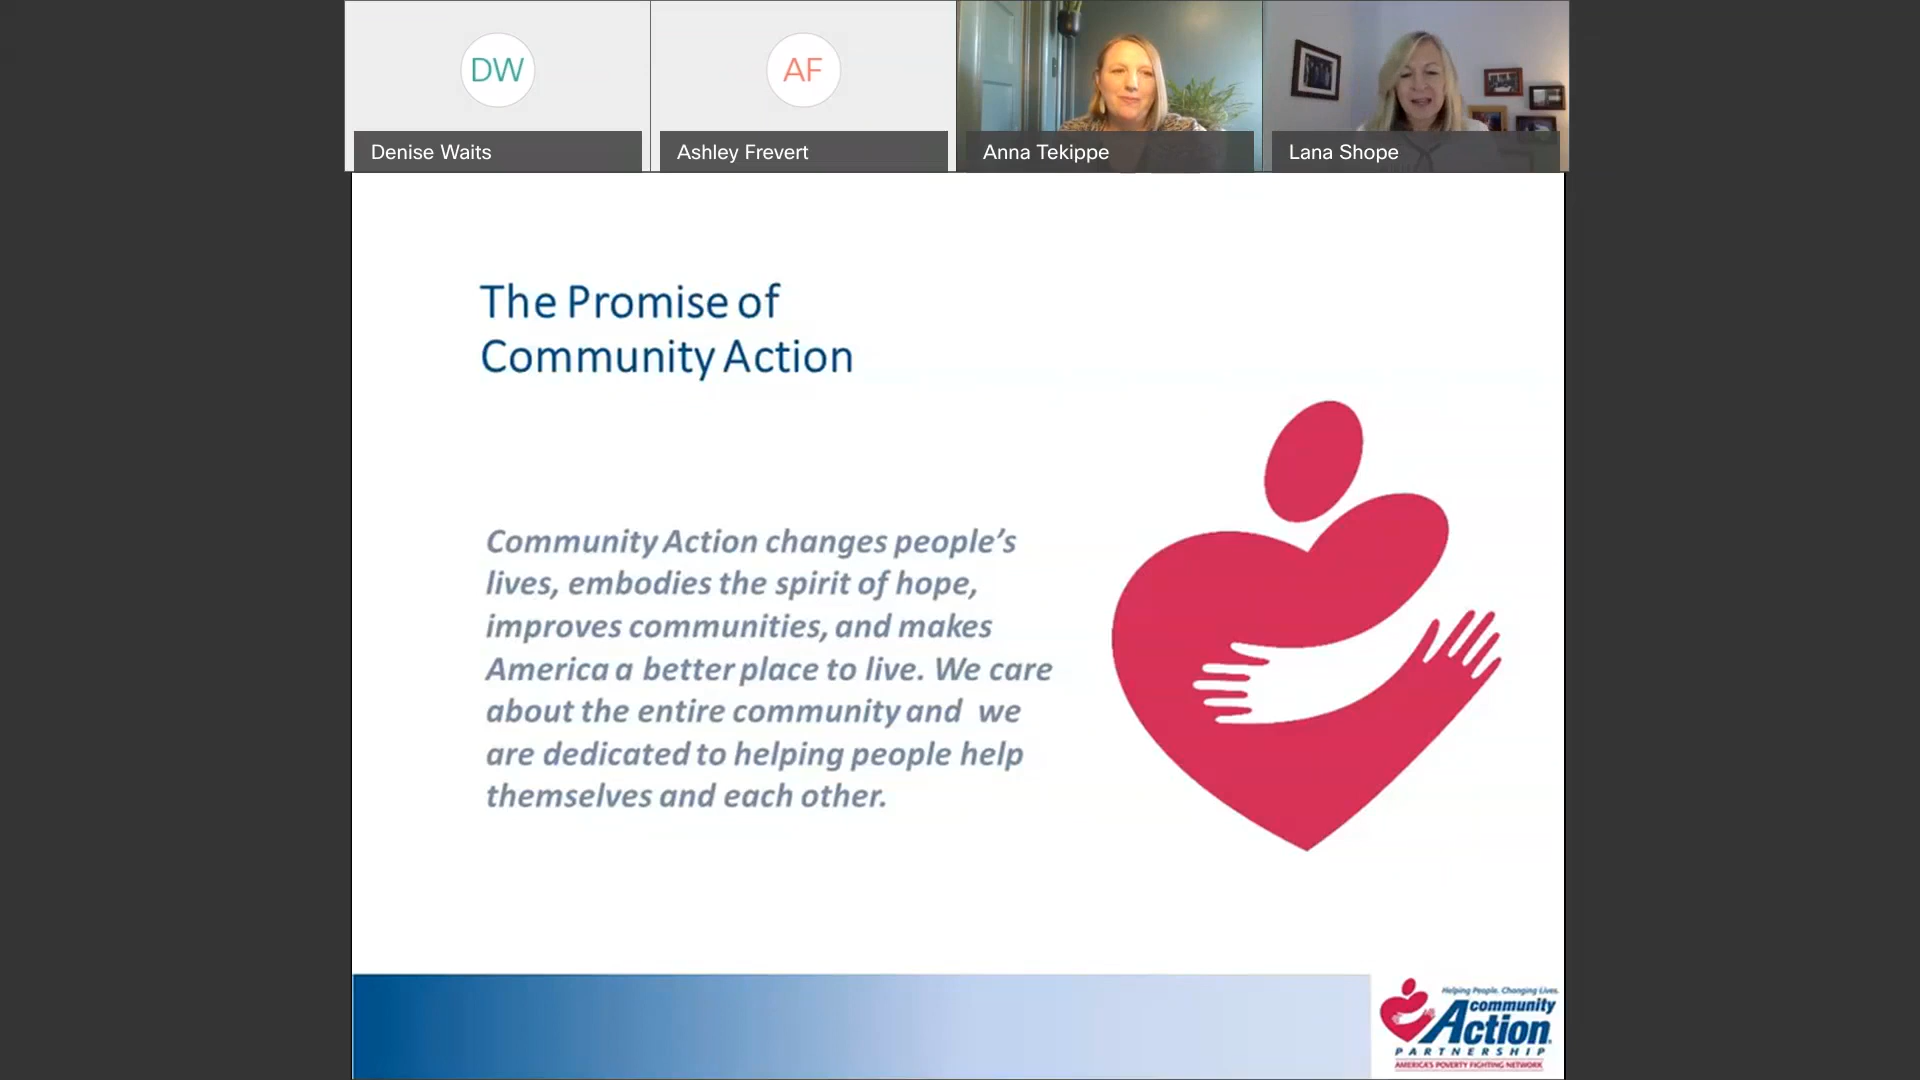 DW
AF
Denise Waits
Ashley Frevert
Anna Tekippe
Lana Shope
The Promise of
Community Action
Community Action changes people’s
lives, embodies the spirit of hope,
improves communities, and makes
America a better place to live. We care
about the entire community and we
are dedicated to helping people help
themselves and each other.
Helping People. Changing Lives.
community
Action
PARTNERSHIP
AMERICA'S POVERTY FIGHTING NETWORK